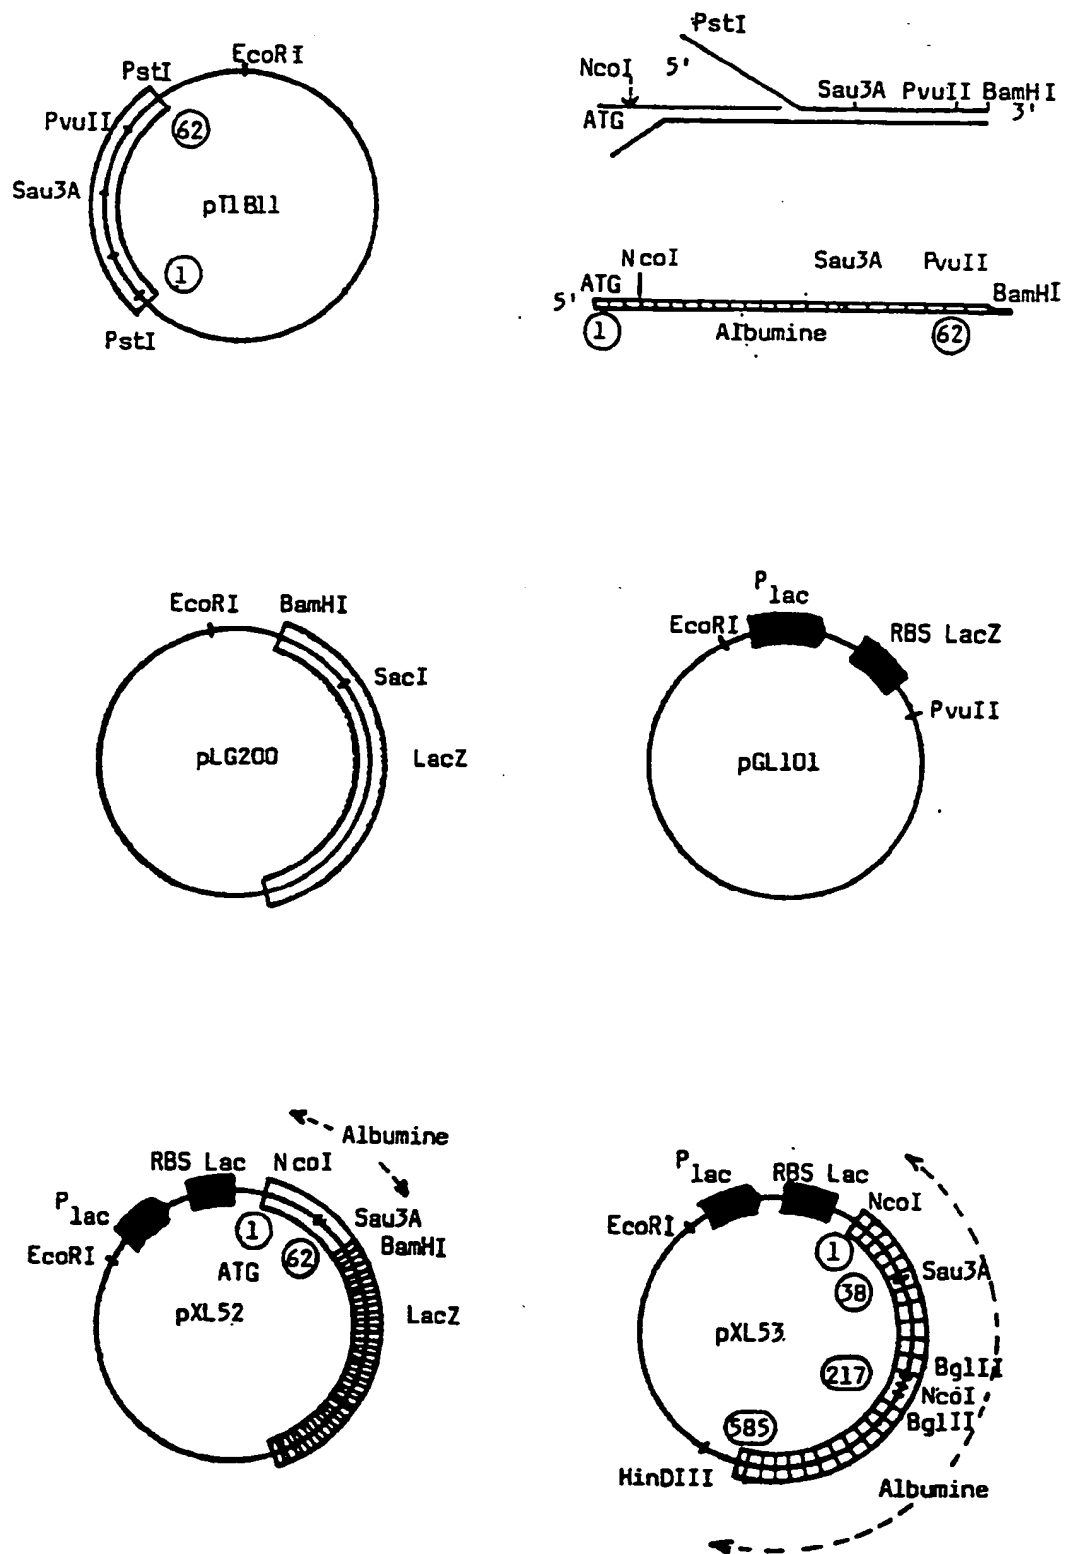 EcoRI
PstI
PvuII
62
Sau3A
pT1B11
1
PstI
PstI
NcoI 5'
Sau3A PvuII BamHI
ATG 3'
NcoI Sau3A PvuII
5' ATG BamHI
1 Albumine 62
EcoRI BamHI
SacI
pLG200 LacZ
P lac
EcoRI RBS LacZ
PvuII
pGL101
Albumine
RBS Lac NcoI
P lac
1 Sau3A
EcoRI ATG 62 BamHI
pXL52 LacZ
P lac RBS Lac
NcoI
EcoRI
1
Sau3A
38
pXL53
217 BglII
NcoI
585 BglII
HinDIII
Albumine